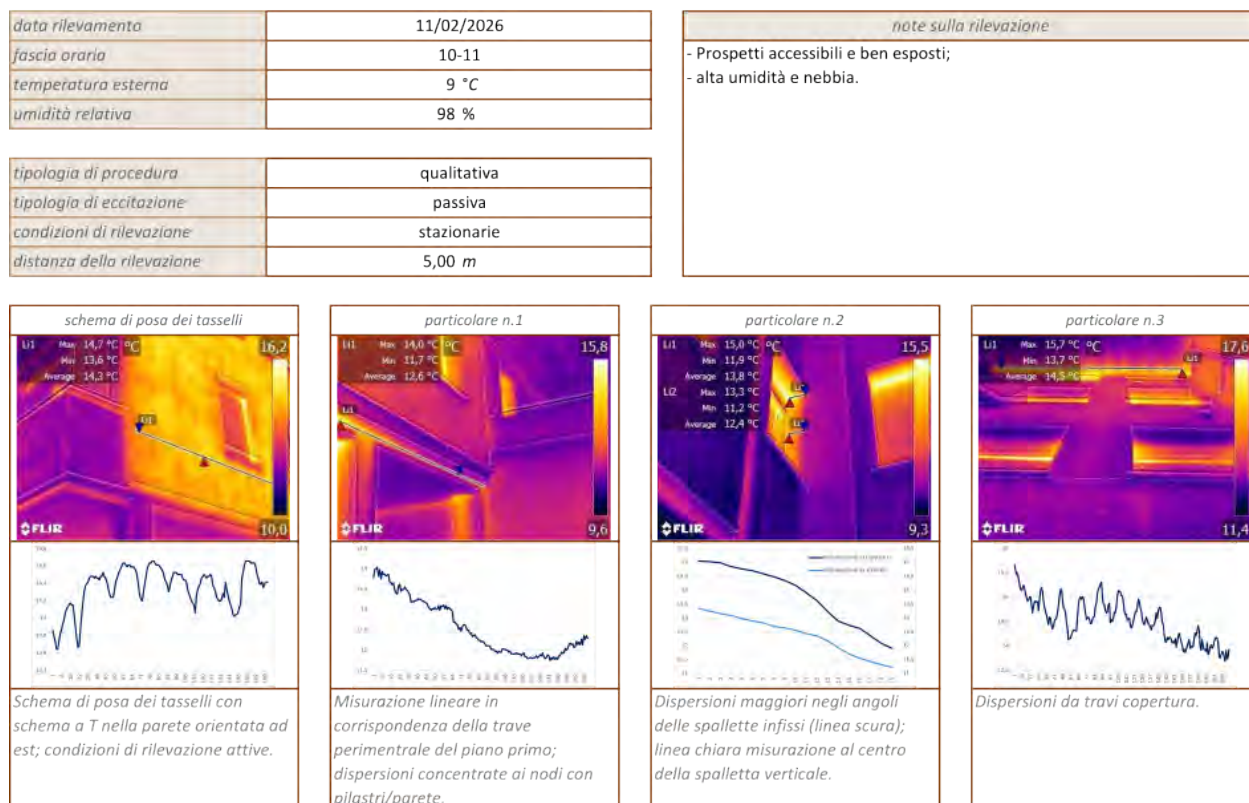 data rilevamento 11/02/2026
fascia oraria 10-11
temperatura esterna 9 °C
umidità relativa 98 %
note sulla rilevazione
- Prospetti accessibili e ben esposti;
- alta umidità e nebbia.
tipologia di procedura qualitativa
tipologia di eccitazione passiva
condizioni di rilevazione stazionarie
distanza della rilevazione 5,00 m
schema di posa dei tasselli
Li1 Max 14,7 °C °C 16,2
Min 13,6 °C
Average 14,3 °C
Li1
FLIR 10,0
Schema di posa dei tasselli con
schema a T nella parete orientata ad
est; condizioni di rilevazione attive.
particolare n.1
Li1 Max 14,0 °C °C 15,8
Min 11,7 °C
Average 12,6 °C
Li1
FLIR 9,6
Misurazione lineare in
corrispondenza della trave
perimentrale del piano primo;
dispersioni concentrate ai nodi con
pilastri/parete.
particolare n.2
Li1 Max 15,0 °C °C 15,5
Min 11,9 °C
Average 13,8 °C
Li2 Max 13,3 °C
Min 11,2 °C
Average 12,4 °C
FLIR 9,3
Dispersioni maggiori negli angoli
delle spallette infissi (linea scura);
linea chiara misurazione al centro
della spalletta verticale.
particolare n.3
Li1 Max 15,7 °C °C 17,6
Min 13,7 °C
Average 14,5 °C
Li1
FLIR 11,4
Dispersioni da travi copertura.